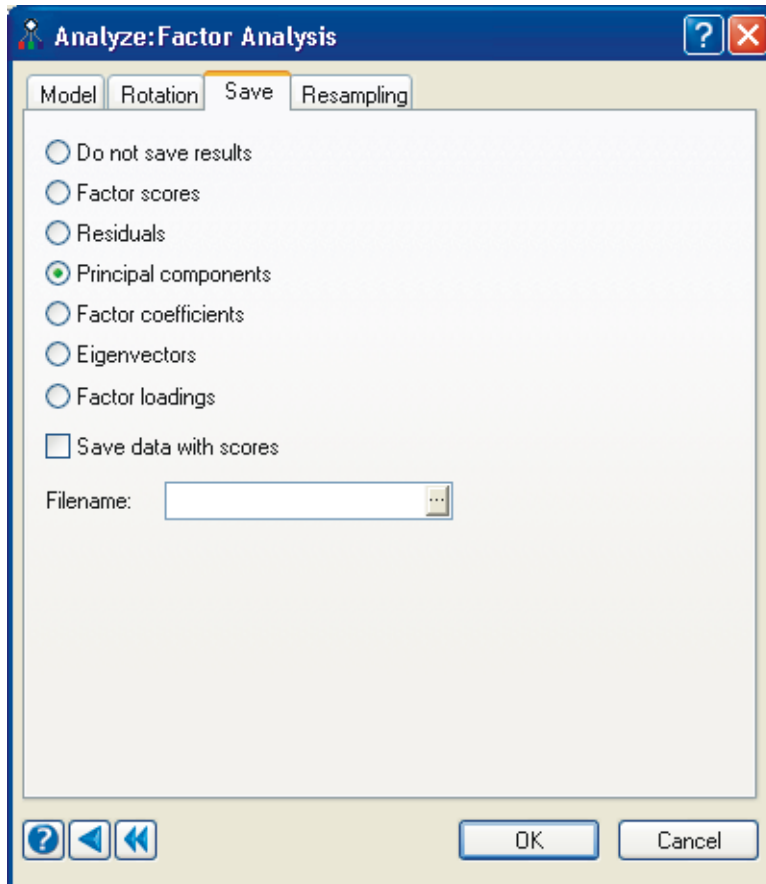 Analyze:Factor Analysis
Model Rotation Save Resampling
Do not save results
Factor scores
Residuals
Principal components
Factor coefficients
Eigenvectors
Factor loadings
Save data with scores
Filename: ...
OK Cancel